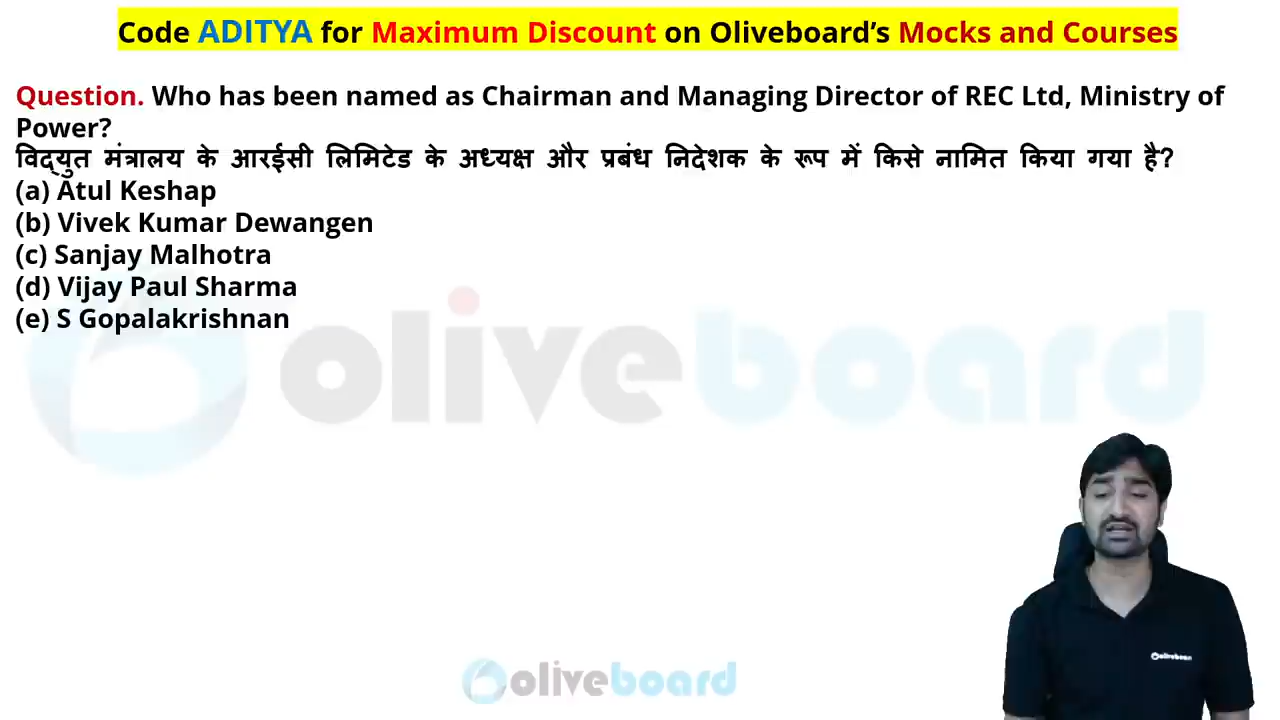 Code ADITYA for Maximum Discount on Oliveboard’s Mocks and Courses
Question. Who has been named as Chairman and Managing Director of REC Ltd, Ministry of
Power?
विद्युत मंत्रालय के आरईसी लिमिटेड के अध्यक्ष और प्रबंध निदेशक के रूप में किसे नामित किया गया है?
(a) Atul Keshap
(b) Vivek Kumar Dewangen
(c) Sanjay Malhotra
(d) Vijay Paul Sharma
(e) S Gopalakrishnan
oliveboard
oliveboard